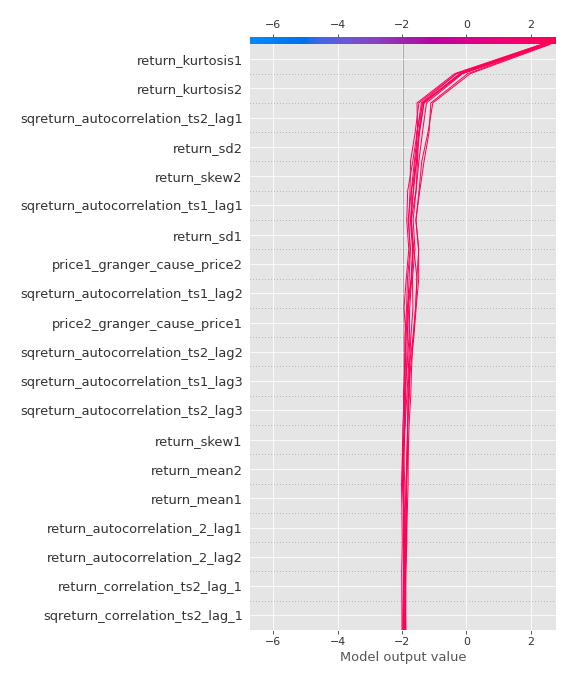 −6 −4 −2 0 2
return_kurtosis1
return_kurtosis2
sqreturn_autocorrelation_ts2_lag1
return_sd2
return_skew2
sqreturn_autocorrelation_ts1_lag1
return_sd1
price1_granger_cause_price2
sqreturn_autocorrelation_ts1_lag2
price2_granger_cause_price1
sqreturn_autocorrelation_ts2_lag2
sqreturn_autocorrelation_ts1_lag3
sqreturn_autocorrelation_ts2_lag3
return_skew1
return_mean2
return_mean1
return_autocorrelation_2_lag1
return_autocorrelation_2_lag2
return_correlation_ts2_lag_1
sqreturn_correlation_ts2_lag_1
−6 −4 −2 0 2
Model output value